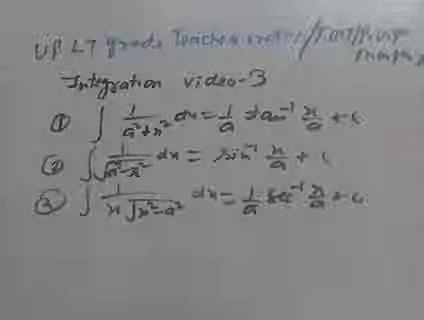 UP LT grade Teacher
Integration video-3
① ∫ 1/(a²+x²) dx = 1/a tan⁻¹ x/a + c
② ∫ 1/√(a²-x²) dx = sin⁻¹ x/a + c
③ ∫ 1/(x√(x²-a²)) dx = 1/a sec⁻¹ x/a + c